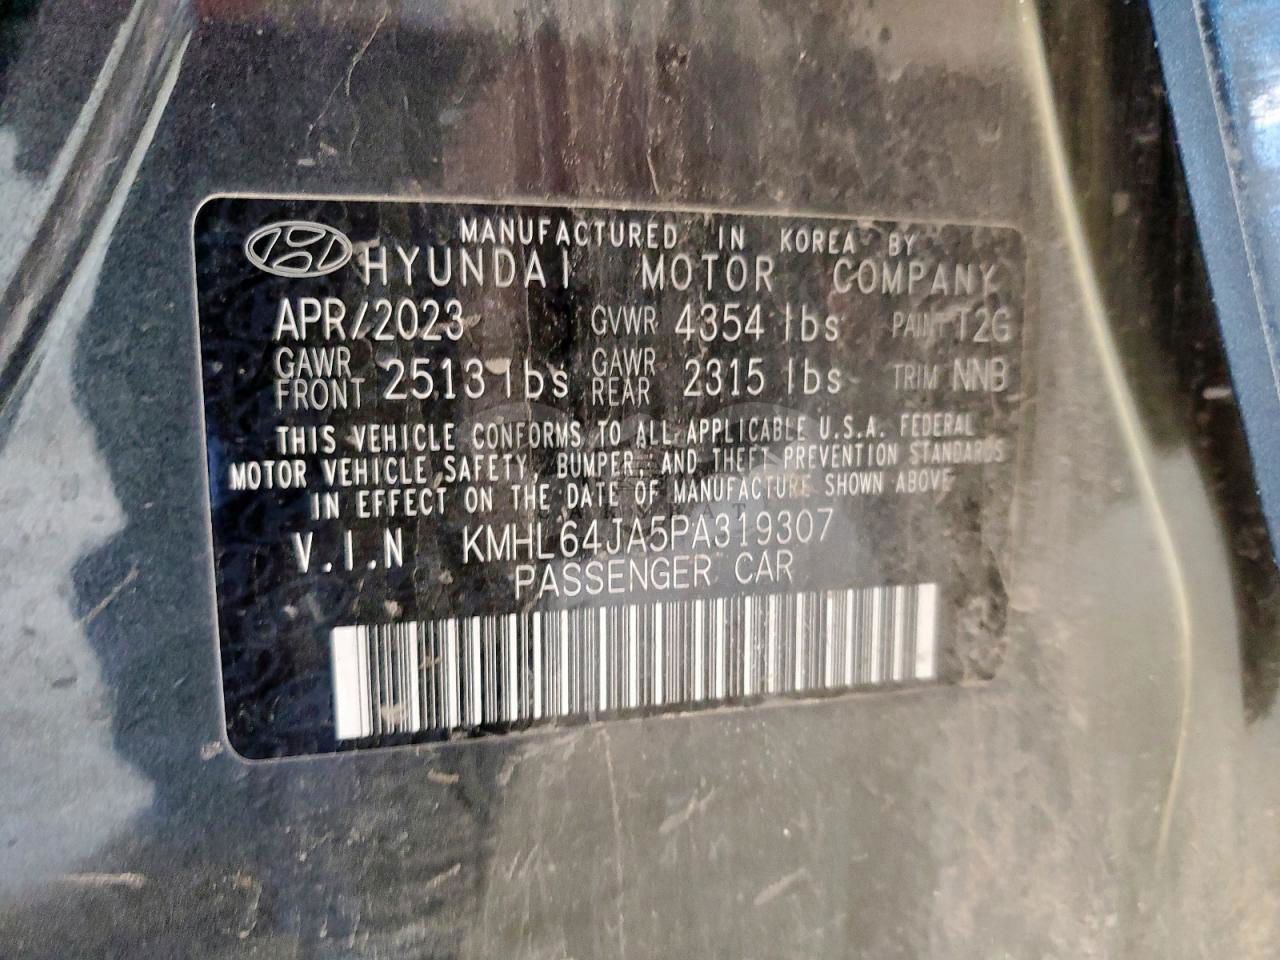 MANUFACTURED IN KOREA BY
HYUNDAI MOTOR COMPANY
APR/2023 GVWR 4354 lbs PAINT T2G
GAWR FRONT 2513 lbs GAWR REAR 2315 lbs TRIM NNB
THIS VEHICLE CONFORMS TO ALL APPLICABLE U.S.A. FEDERAL
MOTOR VEHICLE SAFETY, BUMPER, AND THEFT PREVENTION STANDARDS
IN EFFECT ON THE DATE OF MANUFACTURE SHOWN ABOVE
V.I.N KMHL64JA5PA319307
PASSENGER CAR